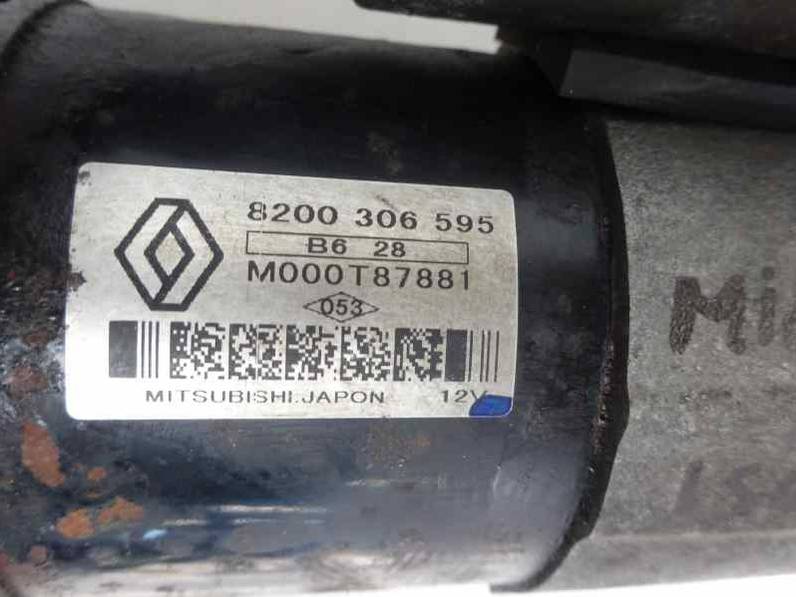 8200 306 595
B6 28
M000T87881
053
MITSUBISHI.JAPON 12V